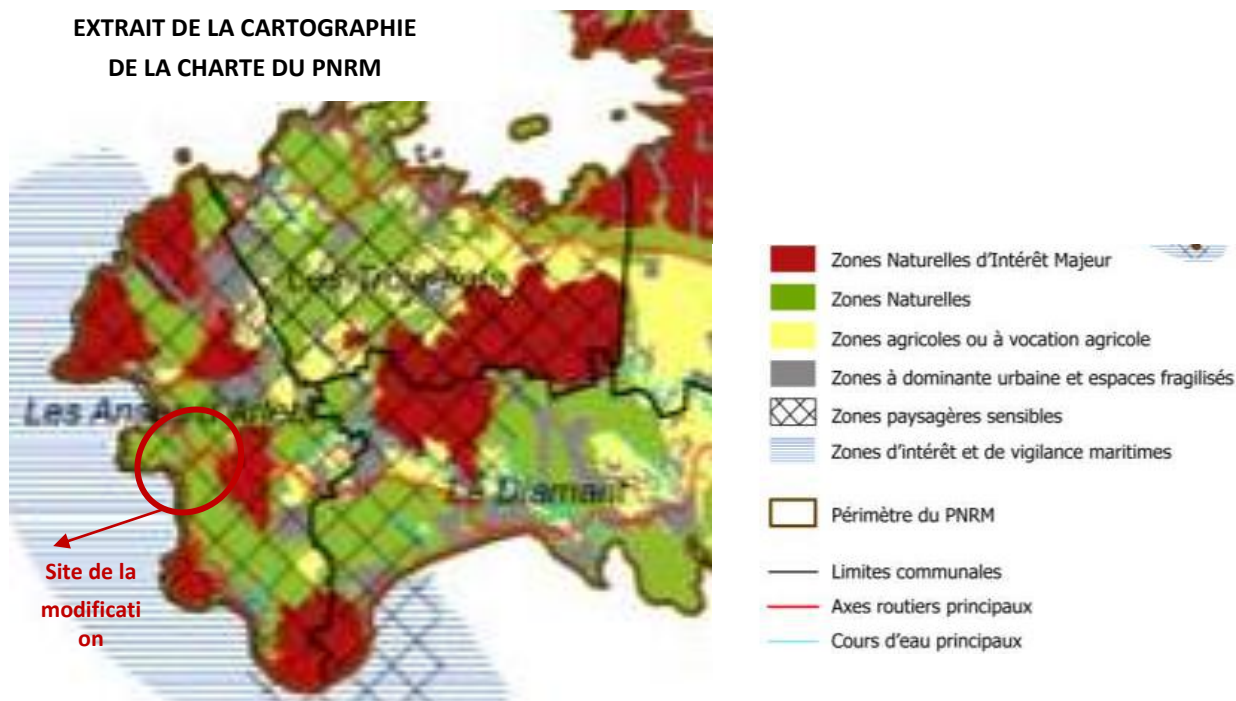 EXTRAIT DE LA CARTOGRAPHIE
DE LA CHARTE DU PNRM
Les
Le Diamant
Site de la
modificati
on
Zones Naturelles d'Intérêt Majeur
Zones Naturelles
Zones agricoles ou à vocation agricole
Zones à dominante urbaine et espaces fragilisés
Zones paysagères sensibles
Zones d'intérêt et de vigilance maritimes
Périmètre du PNRM
Limites communales
Axes routiers principaux
Cours d'eau principaux